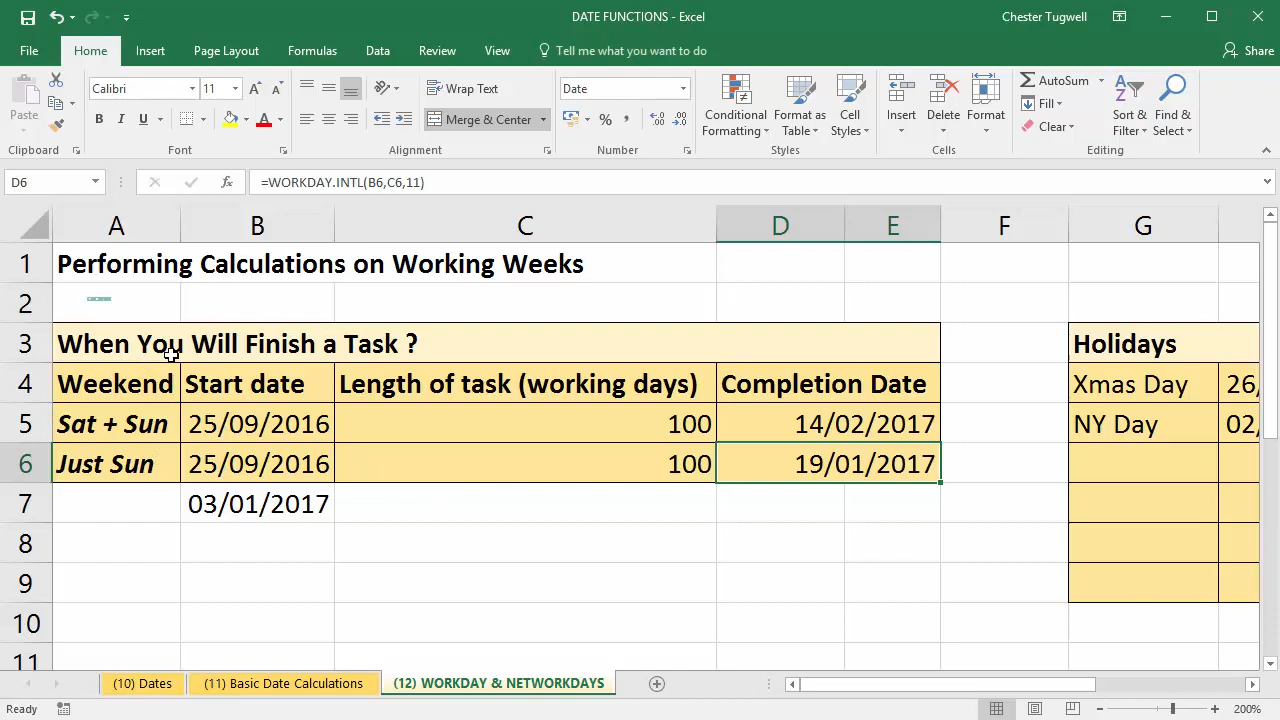 DATE FUNCTIONS - Excel
Chester Tugwell
File Home Insert Page Layout Formulas Data Review View Tell me what you want to do Share
Paste
Calibri 11
B I U
A A
Wrap Text
Merge & Center
Date
%
Conditional Formatting
Format as Table
Cell Styles
Insert Delete Format
AutoSum
Fill
Clear
Sort & Filter
Find & Select
Clipboard Font Alignment Number Styles Cells Editing
D6 fx =WORKDAY.INTL(B6,C6,11)
A B C D E F G
1 Performing Calculations on Working Weeks
2
3 When You Will Finish a Task ? Holidays
4 Weekend Start date Length of task (working days) Completion Date Xmas Day 26/
5 Sat + Sun 25/09/2016 100 14/02/2017 NY Day 02/
6 Just Sun 25/09/2016 100 19/01/2017
7 03/01/2017
8
9
10
11
(10) Dates (11) Basic Date Calculations (12) WORKDAY & NETWORKDAYS
Ready 200%